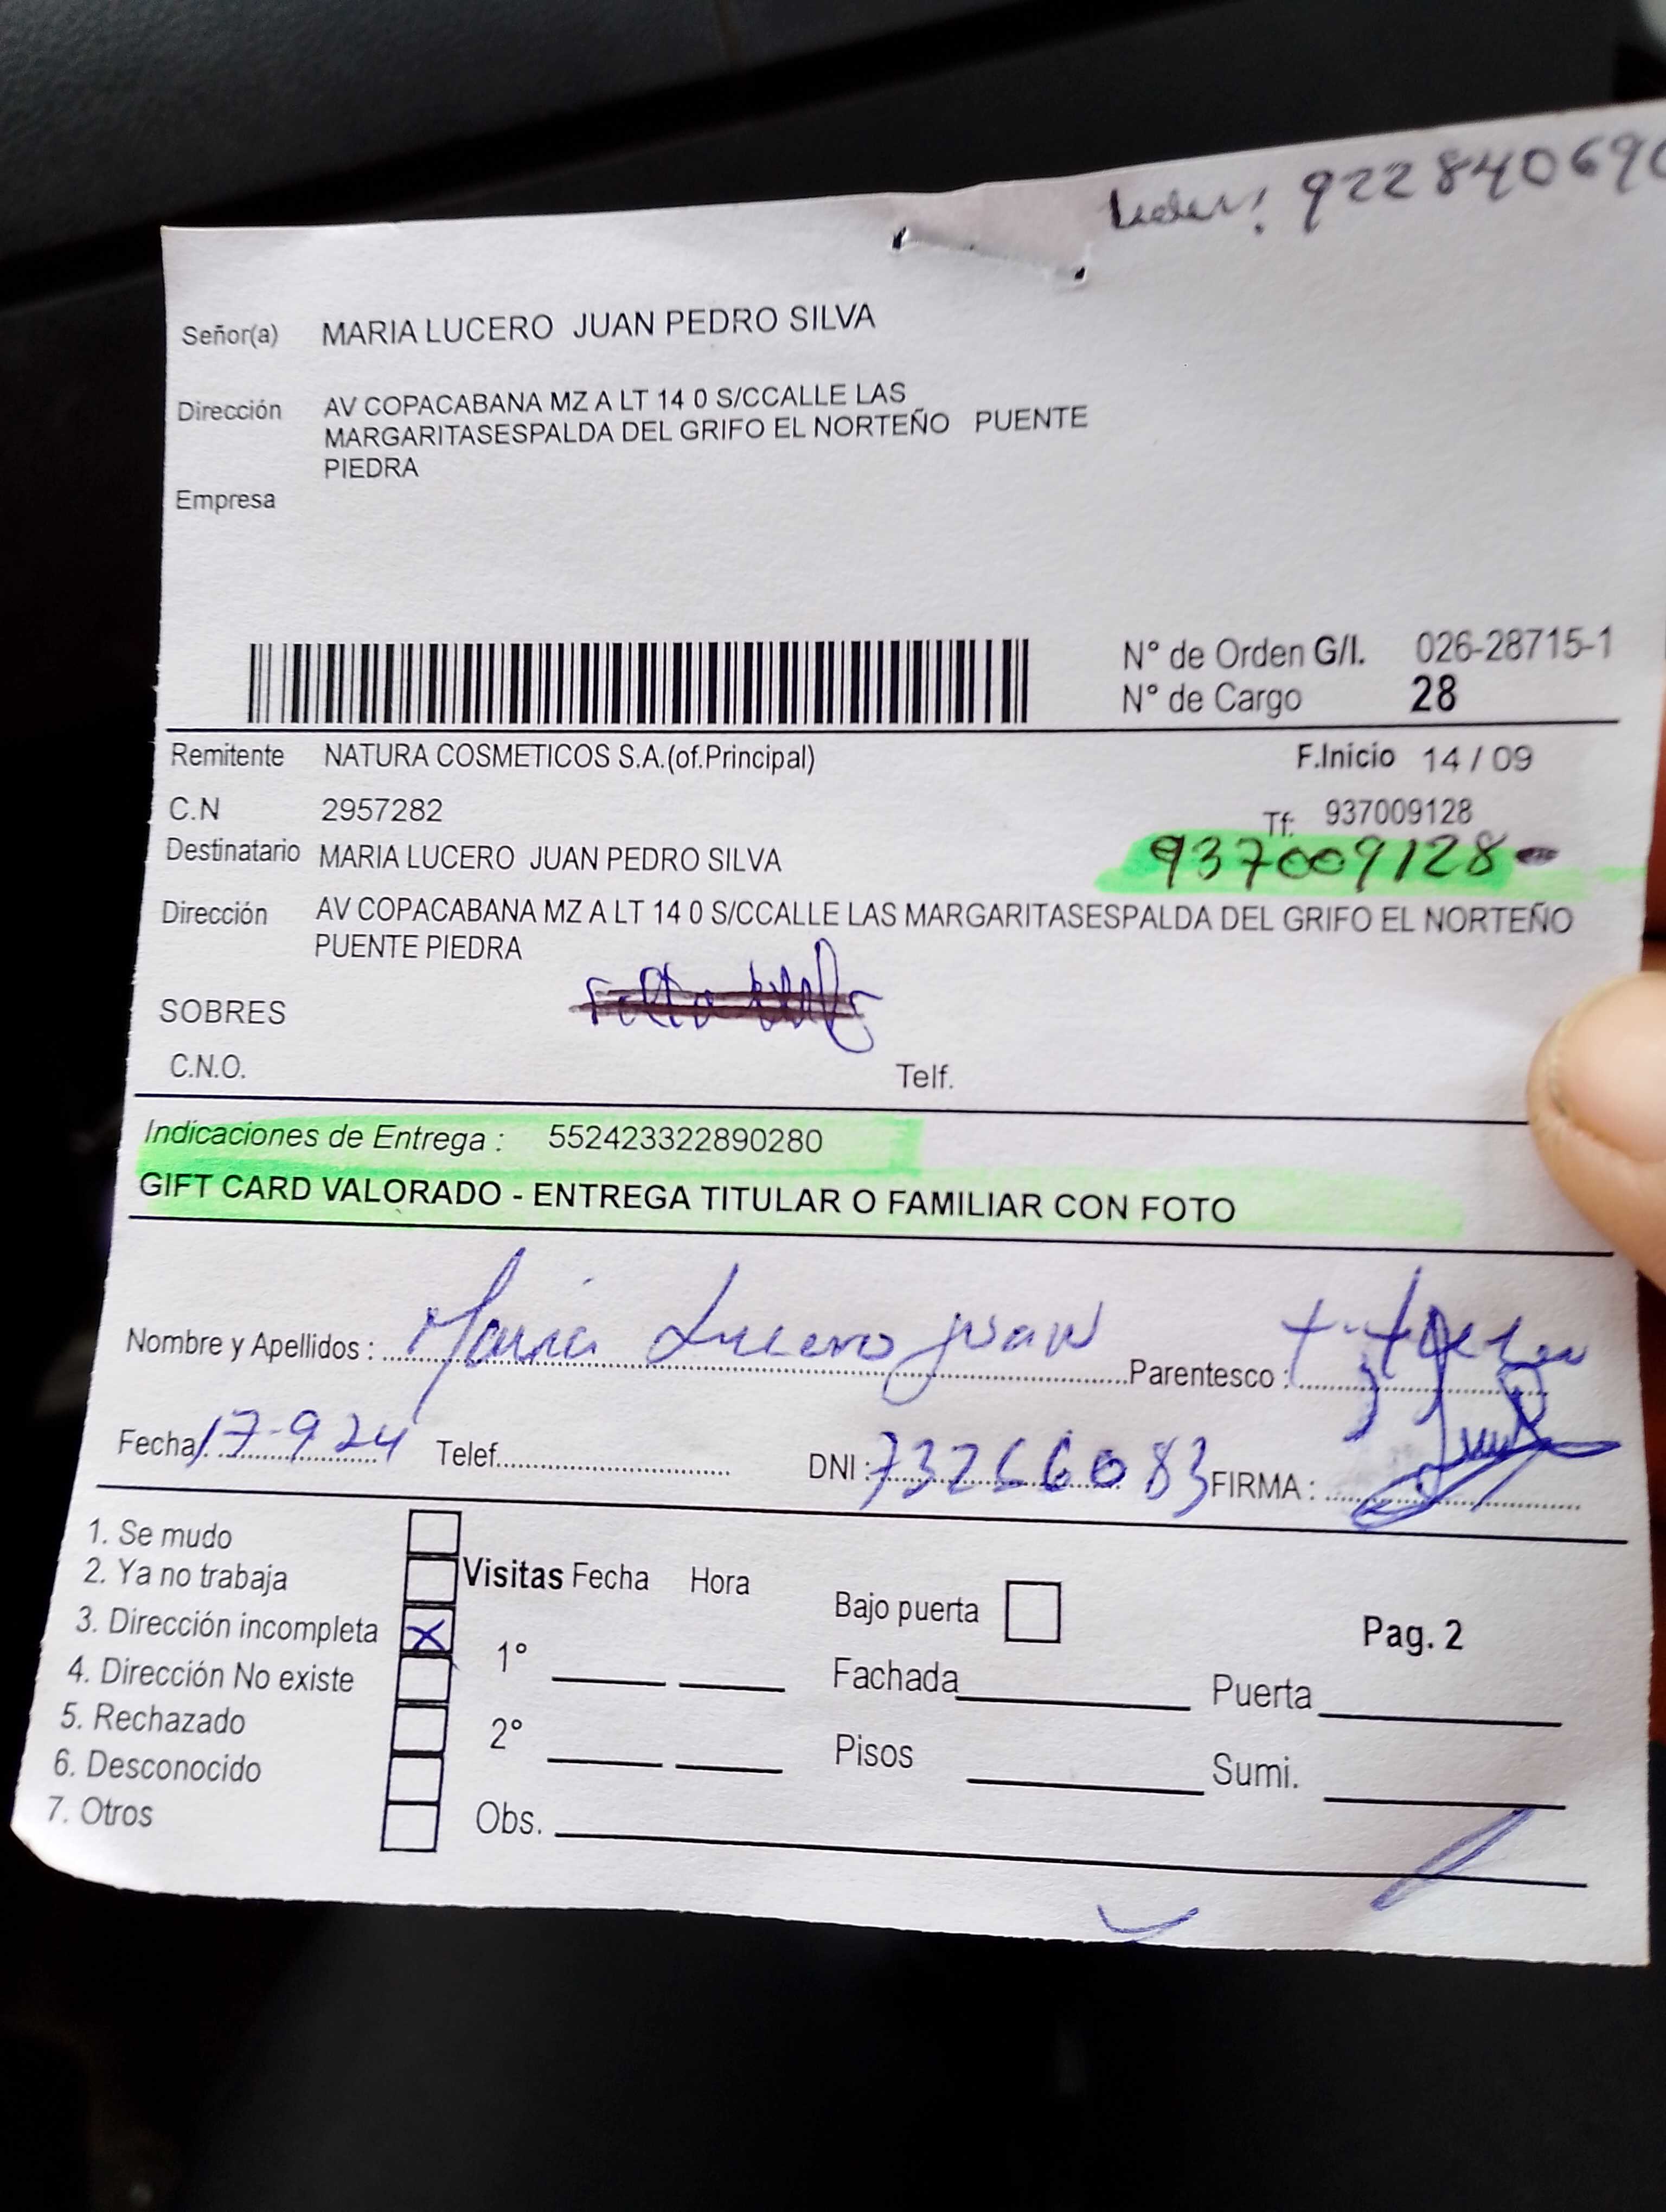 922840690
Señor(a) MARIA LUCERO JUAN PEDRO SILVA
Dirección AV COPACABANA MZ A LT 14 0 S/CCALLE LAS
MARGARITASESPALDA DEL GRIFO EL NORTEÑO PUENTE
PIEDRA
Empresa
N° de Orden G/I. 026-28715-1
N° de Cargo 28
Remitente NATURA COSMETICOS S.A.(of.Principal) F.Inicio 14 / 09
C.N 2957282 Tf: 937009128
Destinatario MARIA LUCERO JUAN PEDRO SILVA 937009128
Dirección AV COPACABANA MZ A LT 14 0 S/CCALLE LAS MARGARITASESPALDA DEL GRIFO EL NORTEÑO
PUENTE PIEDRA
SOBRES
C.N.O. Telf.
Indicaciones de Entrega : 552423322890280
GIFT CARD VALORADO - ENTREGA TITULAR O FAMILIAR CON FOTO
Nombre y Apellidos : Maria Lucero Juan Parentesco :
Fecha 17-9 24 Telef. DNI : 73266083 FIRMA :
1. Se mudo
2. Ya no trabaja Visitas Fecha Hora Bajo puerta Pag. 2
3. Dirección incompleta X 1°
4. Dirección No existe Fachada Puerta
5. Rechazado 2° Pisos Sumi.
6. Desconocido
7. Otros Obs.